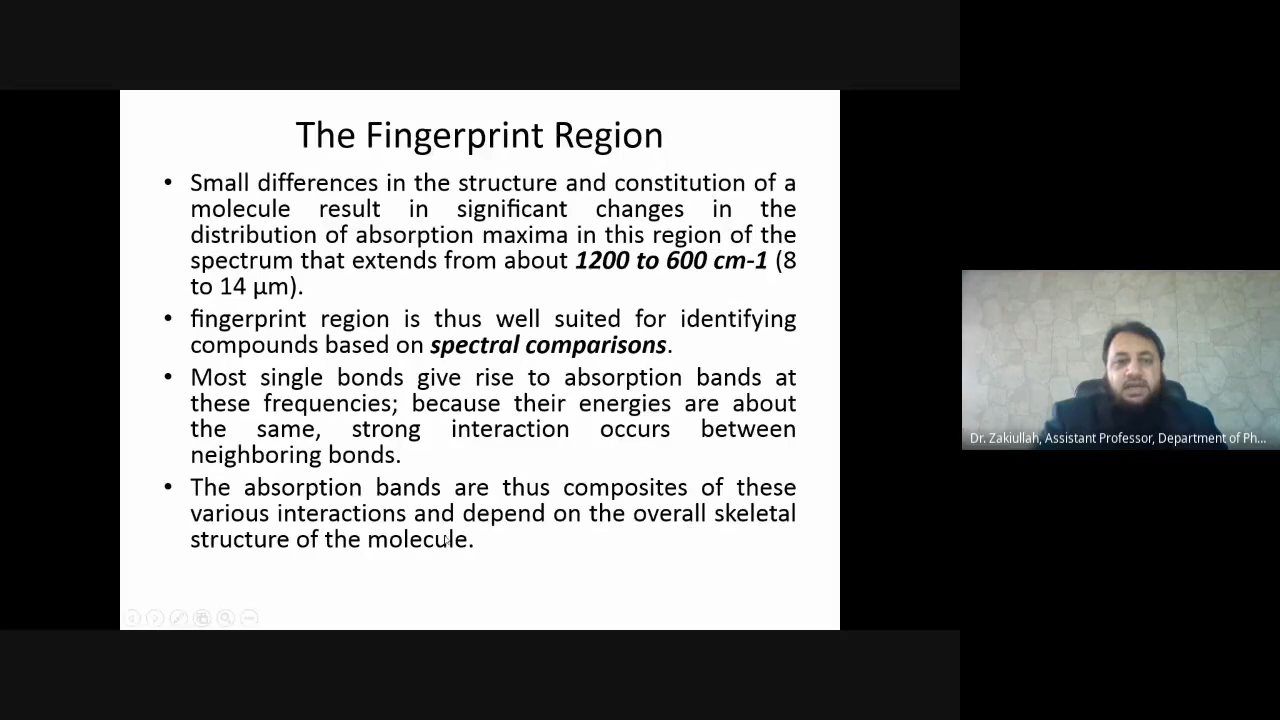 The Fingerprint Region
• Small differences in the structure and constitution of a
molecule result in significant changes in the
distribution of absorption maxima in this region of the
spectrum that extends from about 1200 to 600 cm-1 (8
to 14 µm).
• fingerprint region is thus well suited for identifying
compounds based on spectral comparisons.
• Most single bonds give rise to absorption bands at
these frequencies; because their energies are about
the same, strong interaction occurs between
neighboring bonds.
• The absorption bands are thus composites of these
various interactions and depend on the overall skeletal
structure of the molecule.
Dr. Zakiullah, Assistant Professor, Department of Ph...